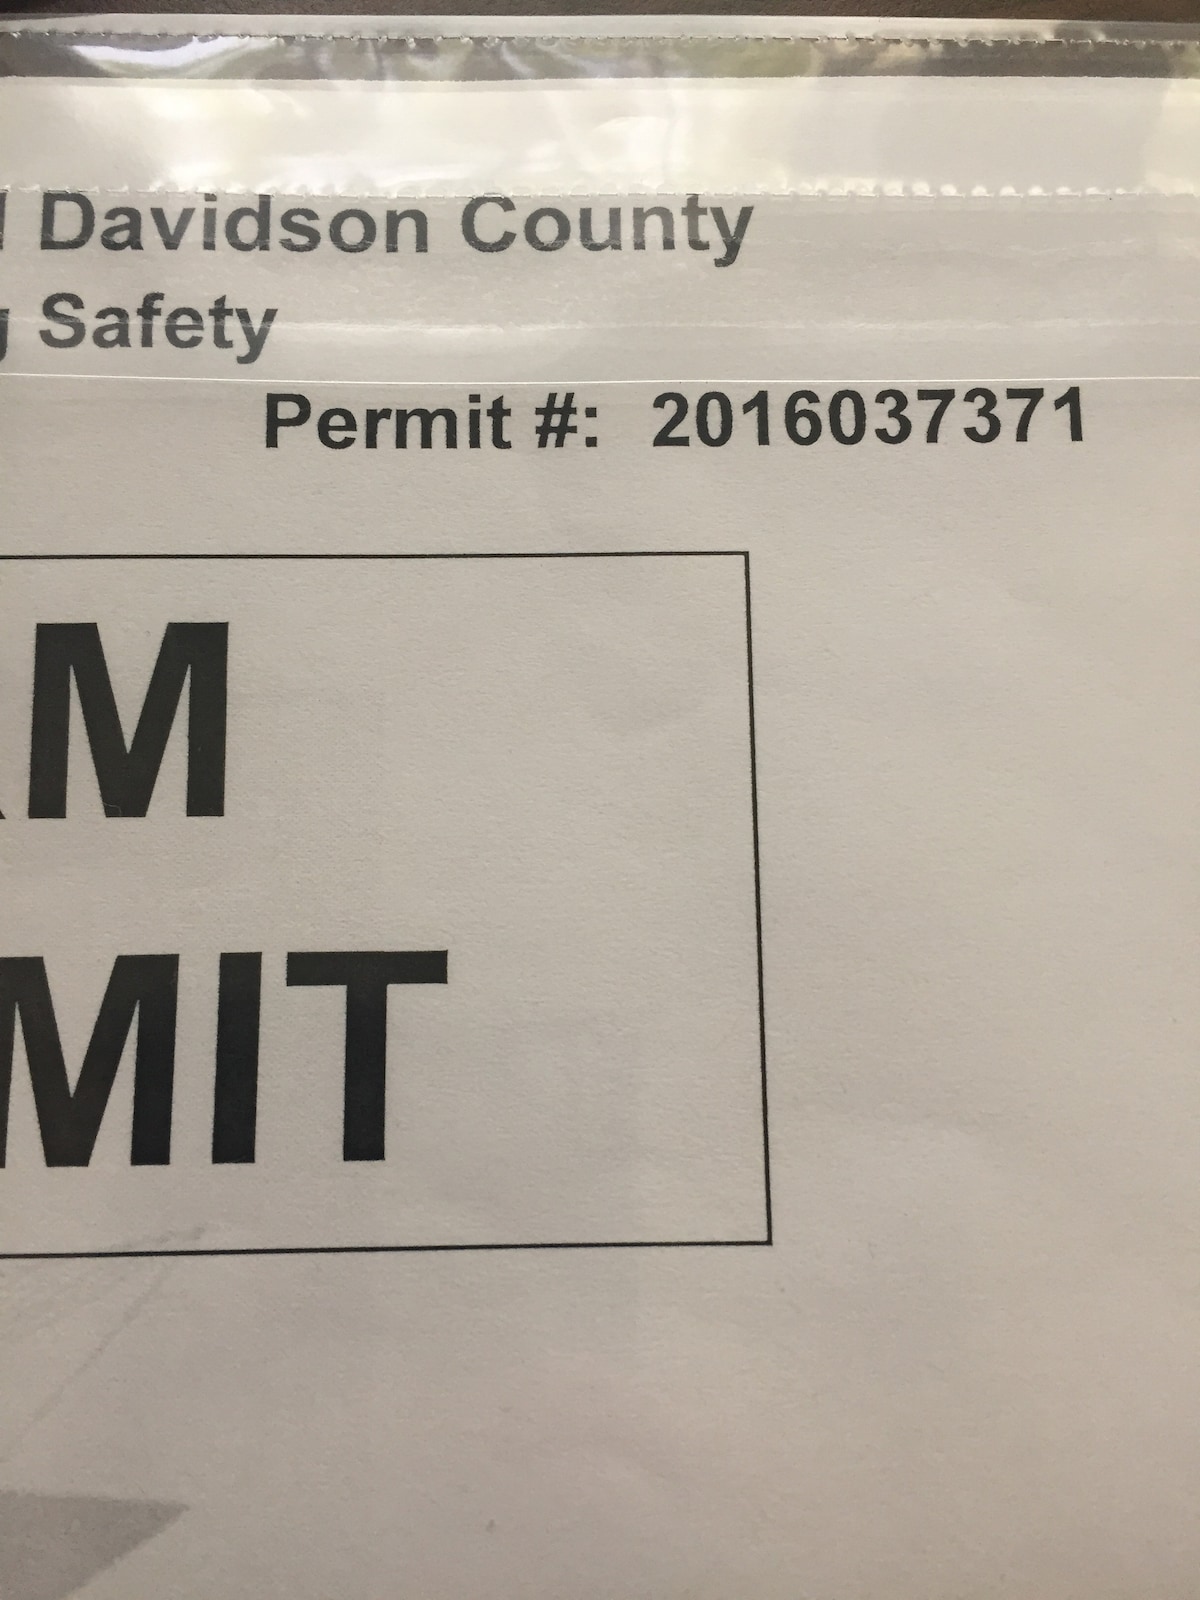 Davidson County
Safety
Permit #: 2016037371
M
MIT